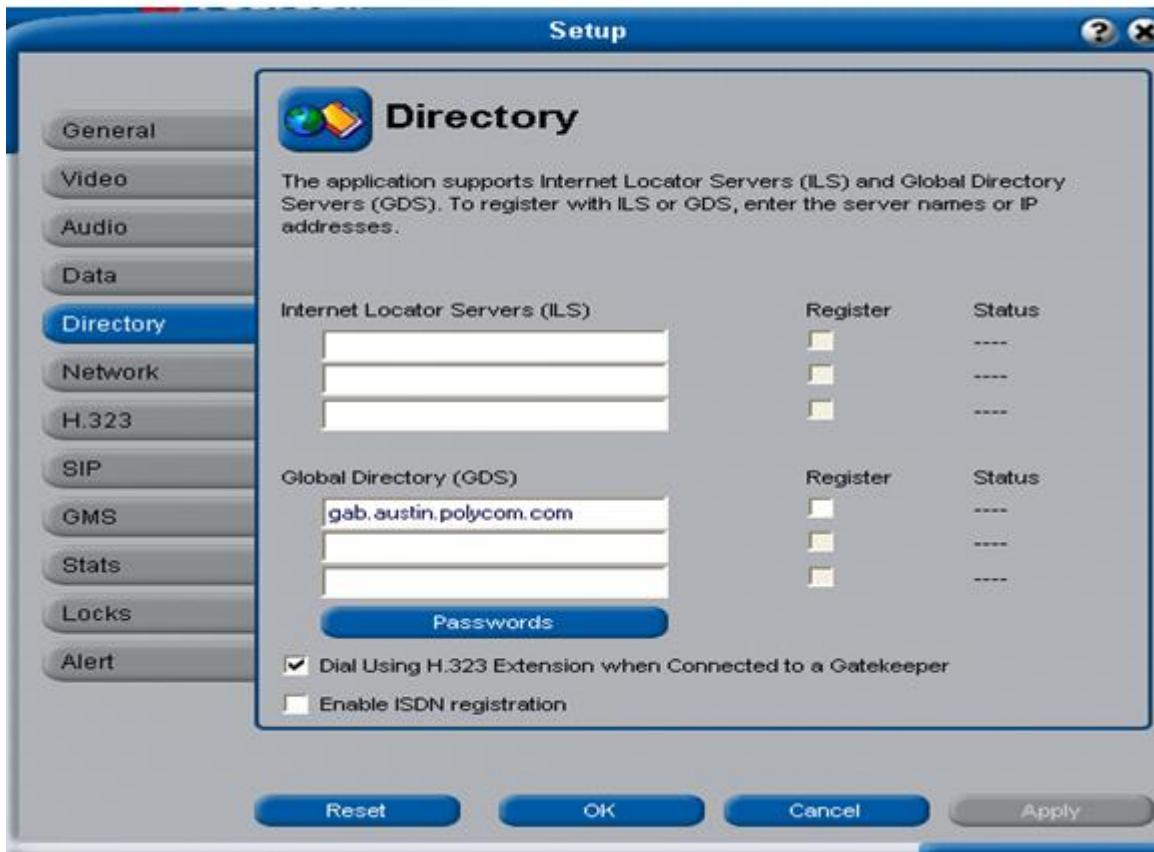 Setup
General
Video
Audio
Data
Directory
Network
H.323
SIP
GMS
Stats
Locks
Alert
Directory
The application supports Internet Locator Servers (ILS) and Global Directory
Servers (GDS). To register with ILS or GDS, enter the server names or IP
addresses.
Internet Locator Servers (ILS) Register Status
----
----
----
Global Directory (GDS) Register Status
gab.austin.polycom.com ----
----
----
Passwords
Dial Using H.323 Extension when Connected to a Gatekeeper
Enable ISDN registration
Reset OK Cancel Apply